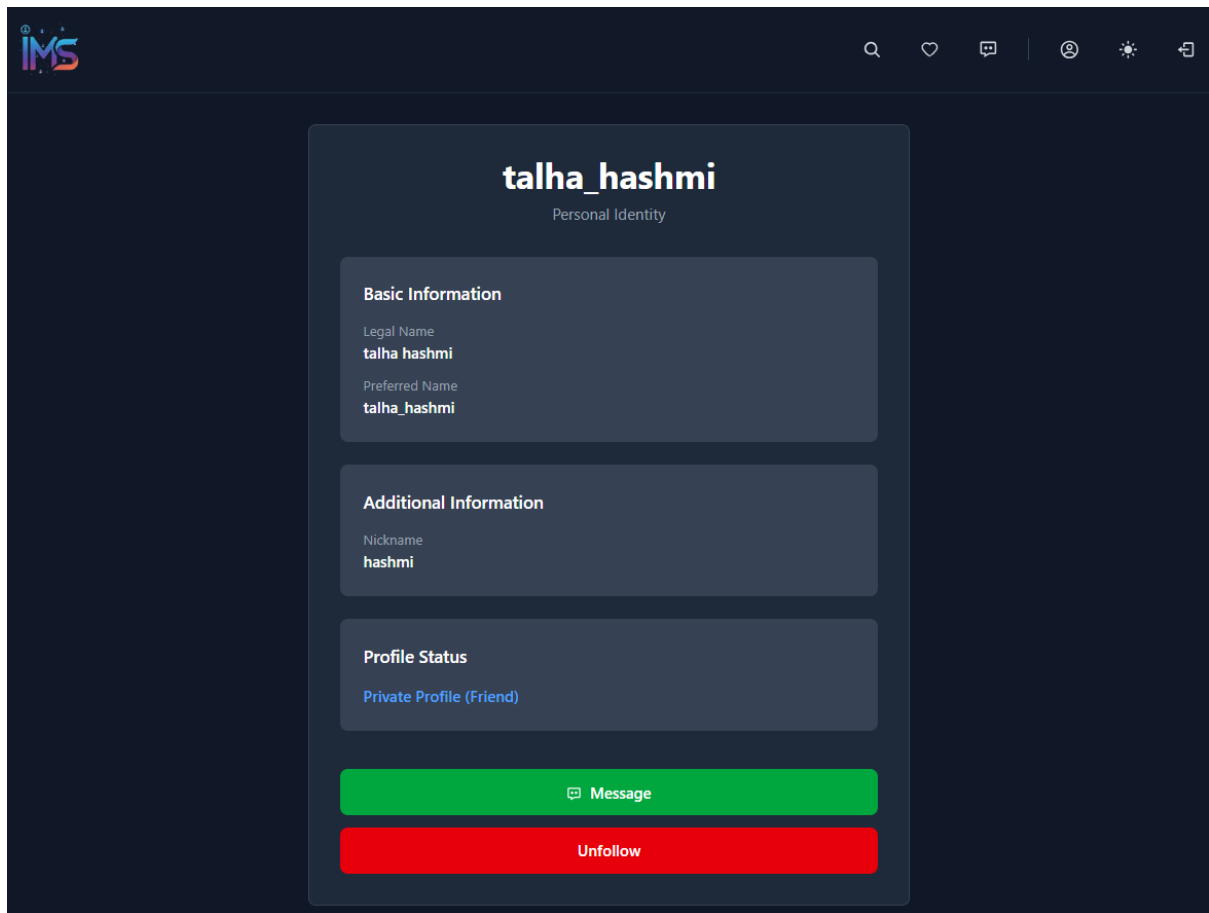 IMS
talha_hashmi
Personal Identity
Basic Information
Legal Name
talha hashmi
Preferred Name
talha_hashmi
Additional Information
Nickname
hashmi
Profile Status
Private Profile (Friend)
Message
Unfollow